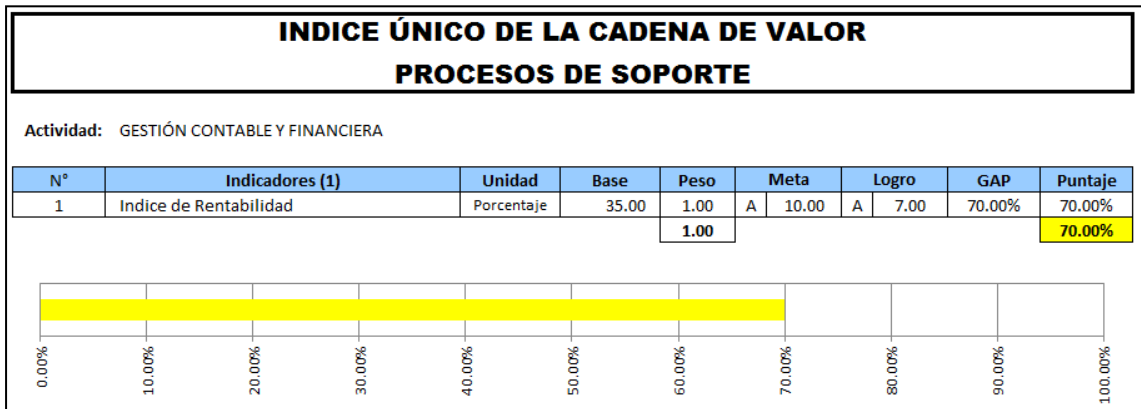 INDICE ÚNICO DE LA CADENA DE VALOR
PROCESOS DE SOPORTE
Actividad: GESTIÓN CONTABLE Y FINANCIERA
N° Indicadores (1) Unidad Base Peso Meta Logro GAP Puntaje
1 Indice de Rentabilidad Porcentaje 35.00 1.00 A 10.00 A 7.00 70.00% 70.00%
1.00 70.00%
0.00% 10.00% 20.00% 30.00% 40.00% 50.00% 60.00% 70.00% 80.00% 90.00% 100.00%